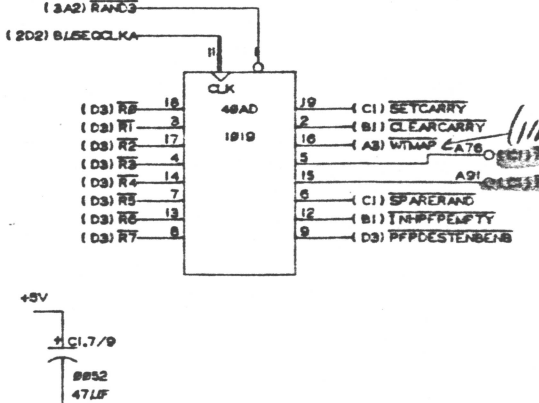 (3A2) RAND3
(2D2) BUSEQCLKA
11 1
CLK
(D3) R0 18 40AD 19 (C1) SETCARRY
(D3) R1 3 1019 2 (B1) CLEARCARRY
(D3) R2 17 16 (A3) WTMAP A76
(D3) R3 4 5
(D3) R4 14 15 A91
(D3) R5 7 6 (C1) SPARERAND
(D3) R6 13 12 (B1) INHPFPEMPTY
(D3) R7 8 9 (D3) PFPDESTENBENB
+5V
+ C1.7/9
0052
47UF